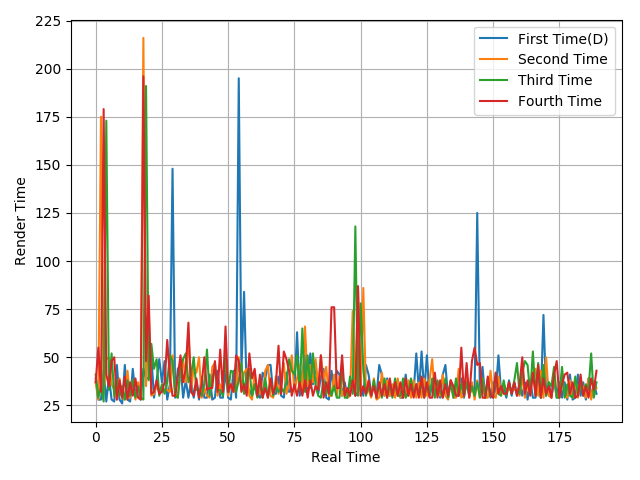 First Time(D)
Second Time
Third Time
Fourth Time
Render Time
225
200
175
150
125
100
75
50
25
0 25 50 75 100 125 150 175
Real Time